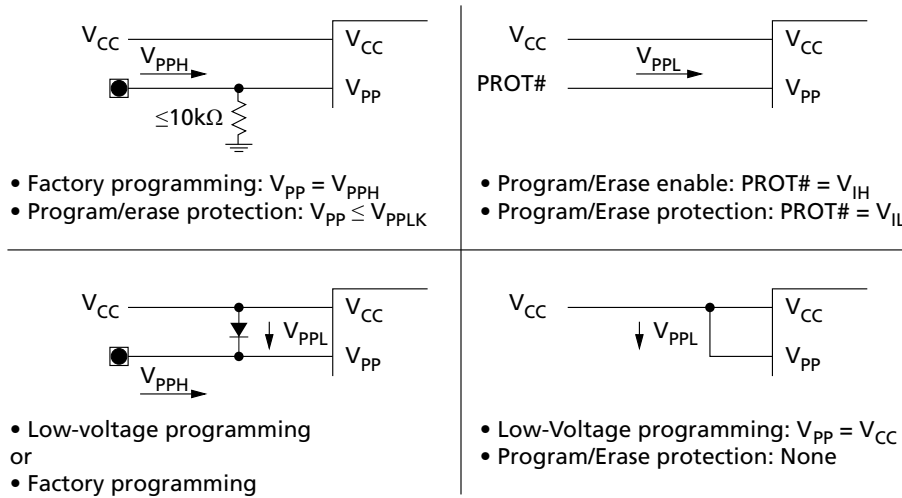 V_CC V_CC
V_PPH
V_PP
≤10kΩ
• Factory programming: V_PP = V_PPH
• Program/erase protection: V_PP ≤ V_PPLK
V_CC V_CC
V_PPL
PROT# V_PP
• Program/Erase enable: PROT# = V_IH
• Program/Erase protection: PROT# = V_IL
V_CC V_CC
V_PPL
V_PP
V_PPH
• Low-voltage programming
or
• Factory programming
V_CC V_CC
V_PPL
V_PP
• Low-Voltage programming: V_PP = V_CC
• Program/Erase protection: None